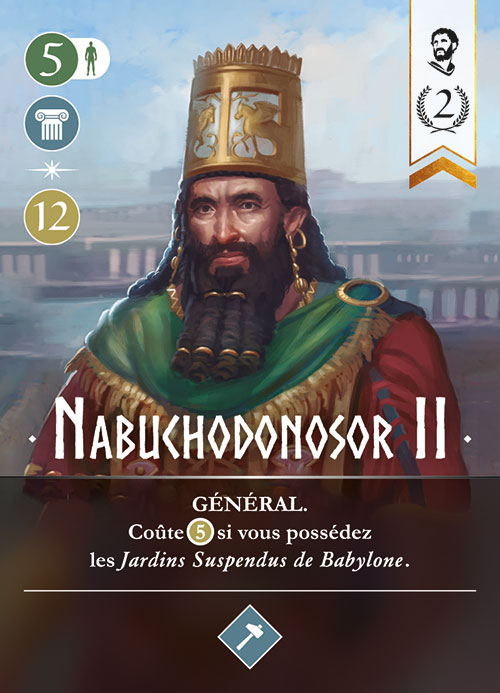 5
2
12
· NABUCHODONOSOR II ·
GÉNÉRAL.
Coûte 5 si vous possédez
les Jardins Suspendus de Babylone.